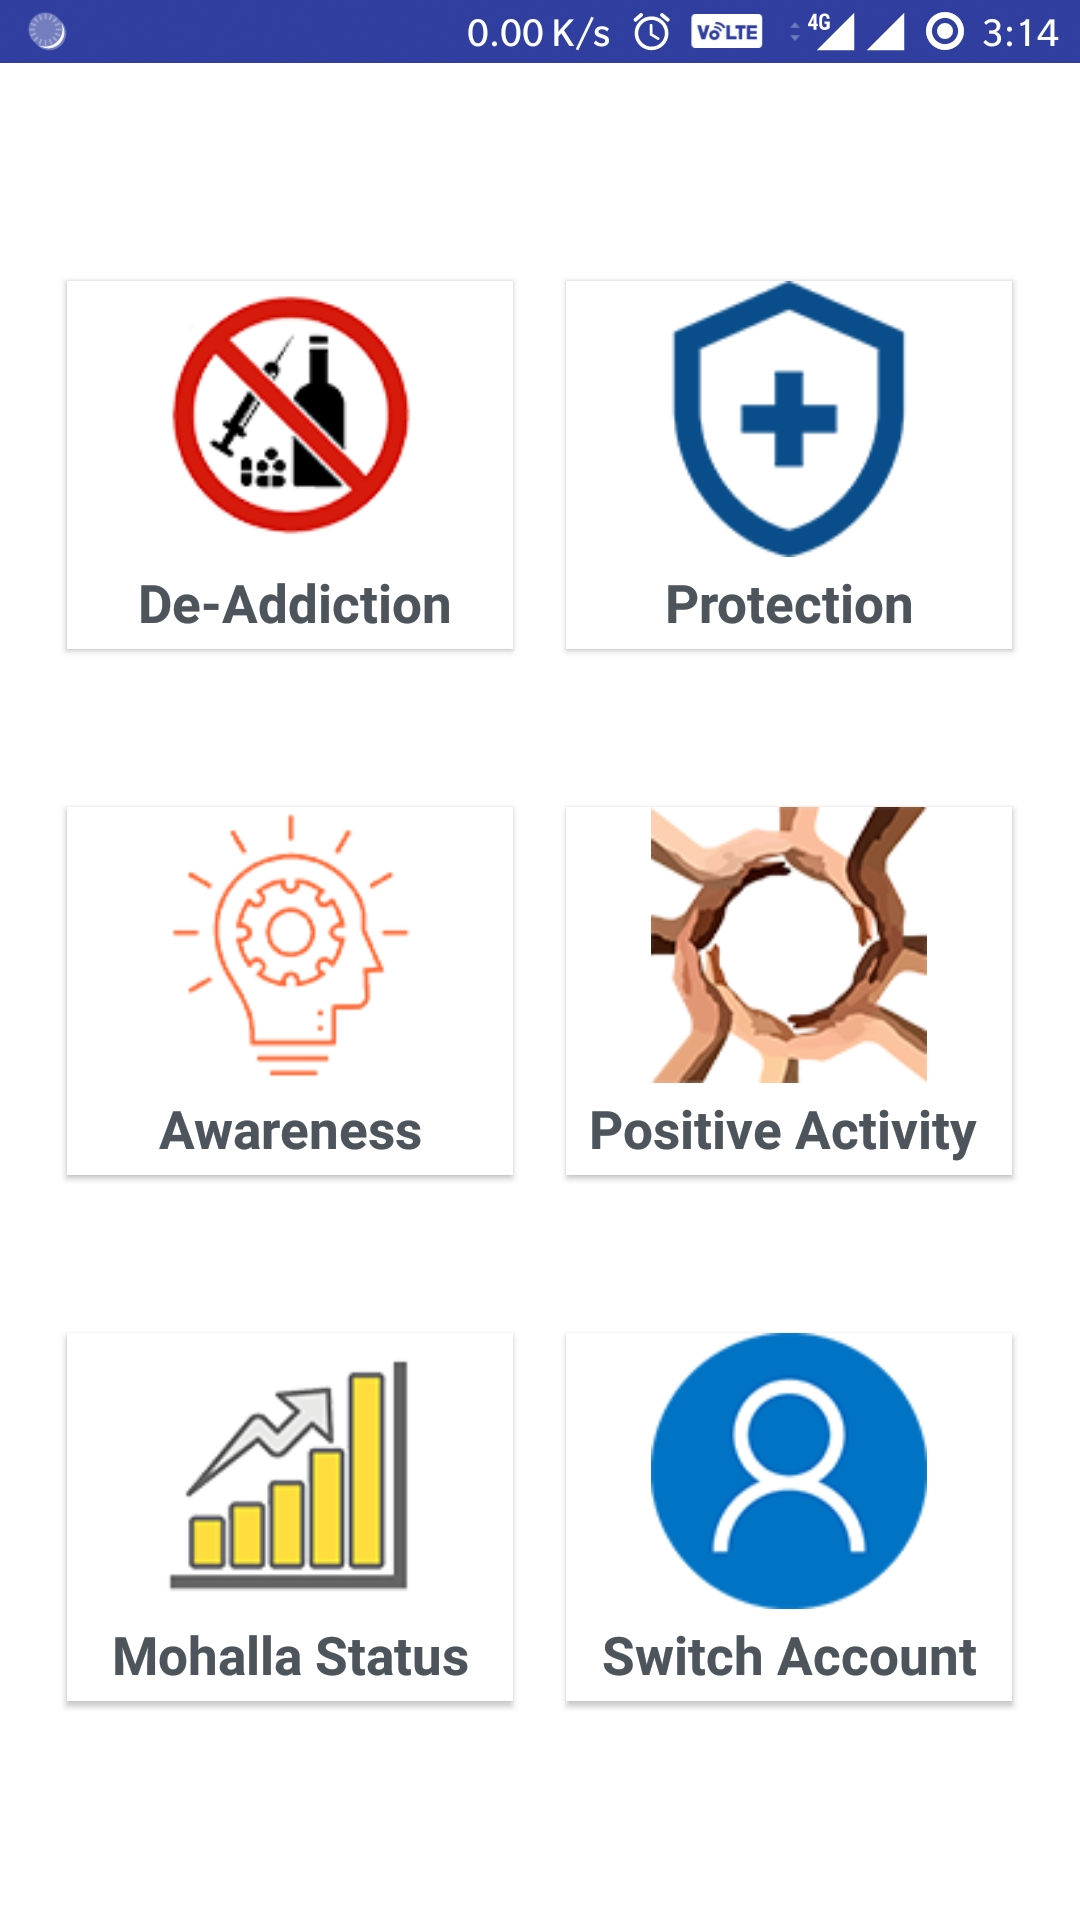 0.00 K/s VoLTE 4G 3:14
De-Addiction
Protection
Awareness
Positive Activity
Mohalla Status
Switch Account